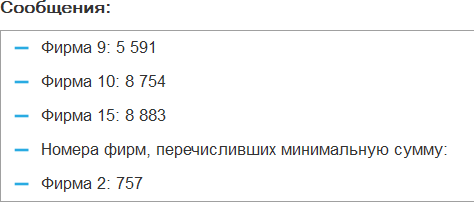 Сообщения:
Фирма 9: 5 591
Фирма 10: 8 754
Фирма 15: 8 883
Номера фирм, перечисливших минимальную сумму:
Фирма 2: 757